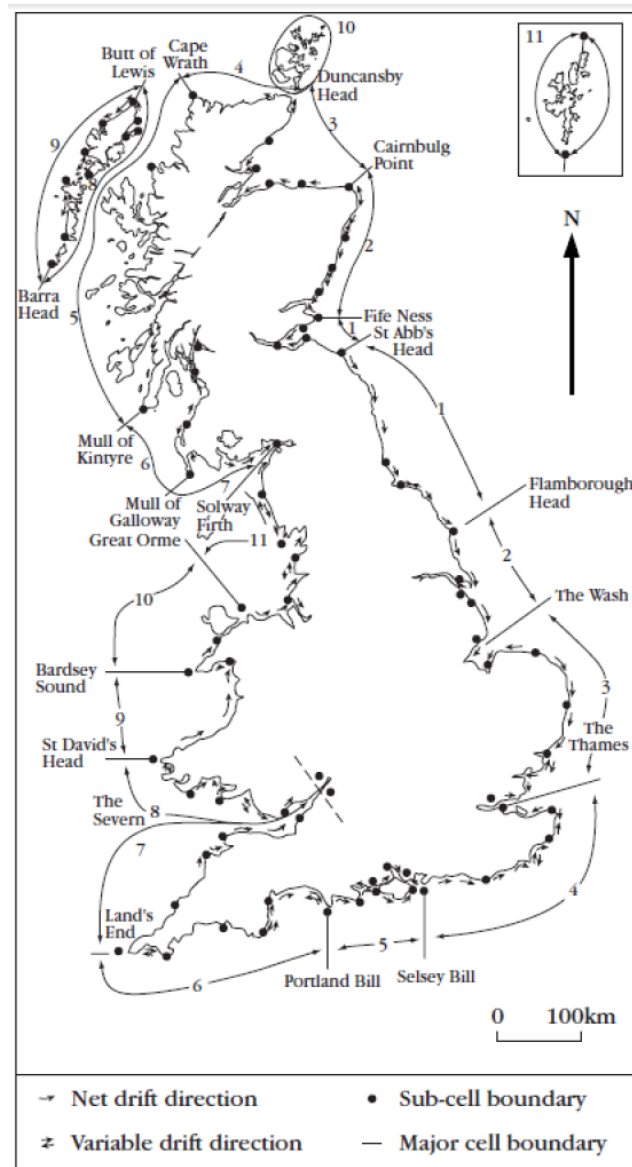 10
11
Cape
Wrath
4
Butt of
Lewis
Duncansby
Head
3
9
Cairnbulg
Point
8
2
N
Barra
Head
5
Fife Ness
1
St Abb's
Head
1
Mull of
Kintyre
6
7
Flamborough
Head
Mull of
Galloway
Solway
Firth
Great Orme
11
2
10
The Wash
Bardsey
Sound
3
9
The
Thames
St David's
Head
The
Severn
8
7
4
Land's
End
5
6
Portland Bill
Selsey Bill
0 100km
Net drift direction
Sub-cell boundary
Variable drift direction
Major cell boundary